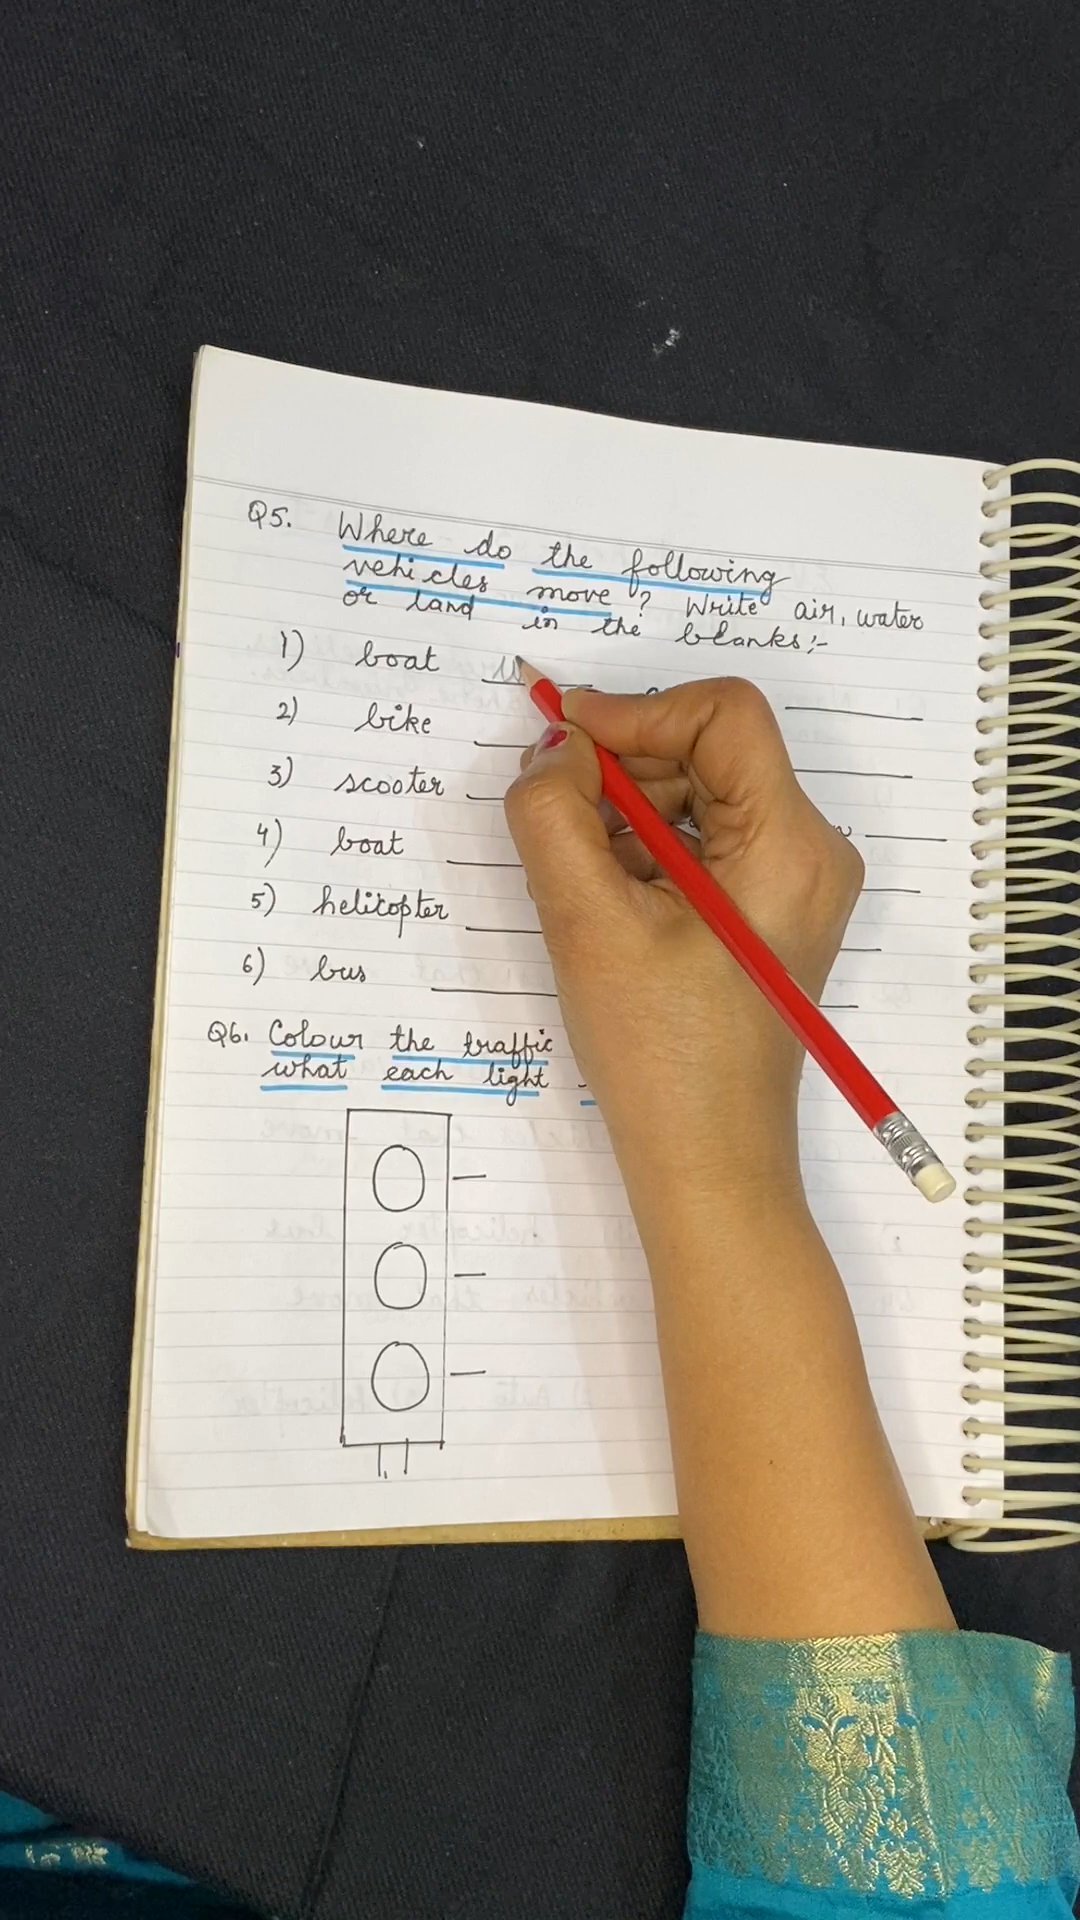 Q5. Where do the following
vehicles move? Write air, water
or land in the blanks:-
1) boat
2) bike
3) scooter
4) boat
5) helicopter
6) bus
Q6. Colour the traffic
what each light